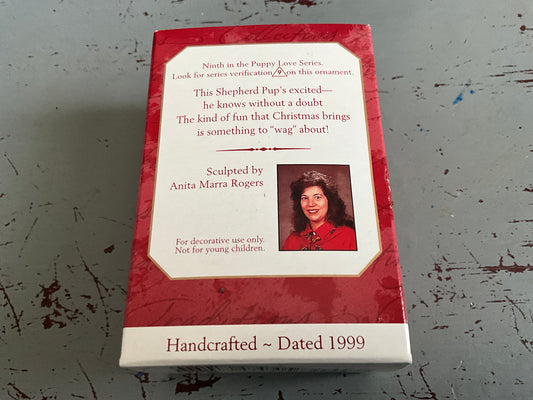 Collections
Ninth in the Puppy Love Series.
Look for series verification 9 on this ornament.
This Shepherd Pup's excited—
he knows without a doubt
The kind of fun that Christmas brings
is something to "wag" about!
Sculpted by
Anita Marra Rogers
For decorative use only.
Not for young children.
Handcrafted ~ Dated 1999